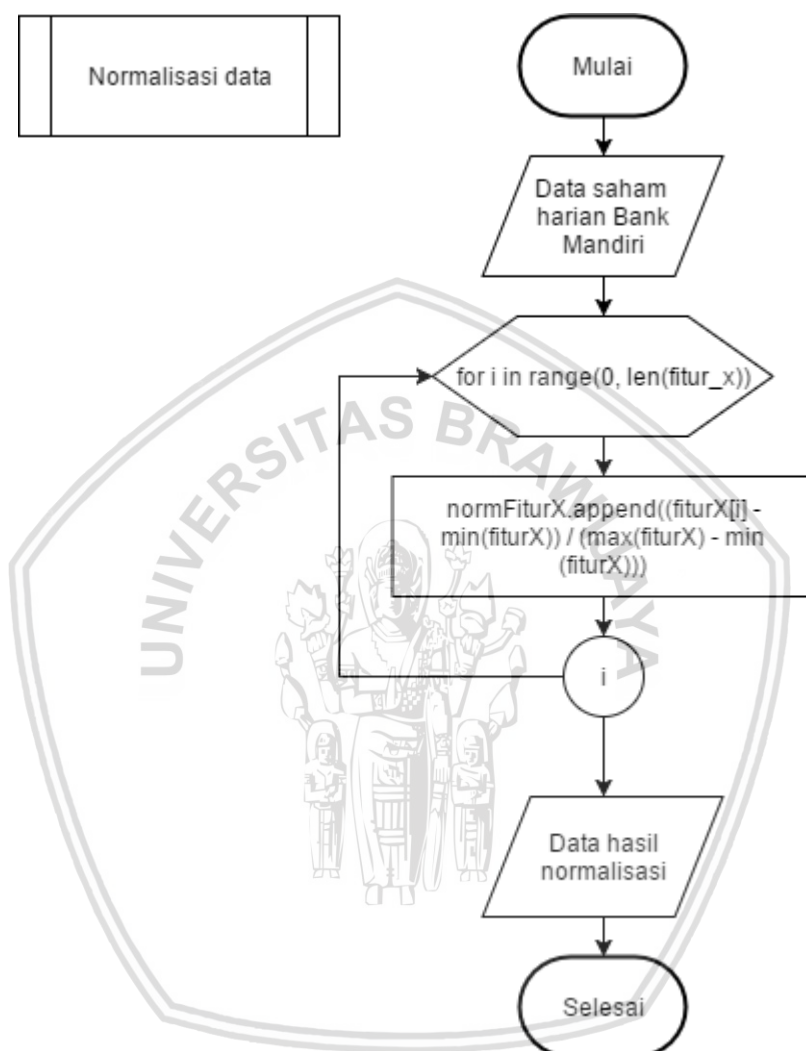 Normalisasi data
Mulai
Data saham
harian Bank
Mandiri
for i in range(0, len(fitur_x))
normFiturX.append((fiturX[i] -
min(fiturX)) / (max(fiturX) - min
(fiturX)))
i
Data hasil
normalisasi
Selesai
UNIVERSITAS BRAWIJAYA